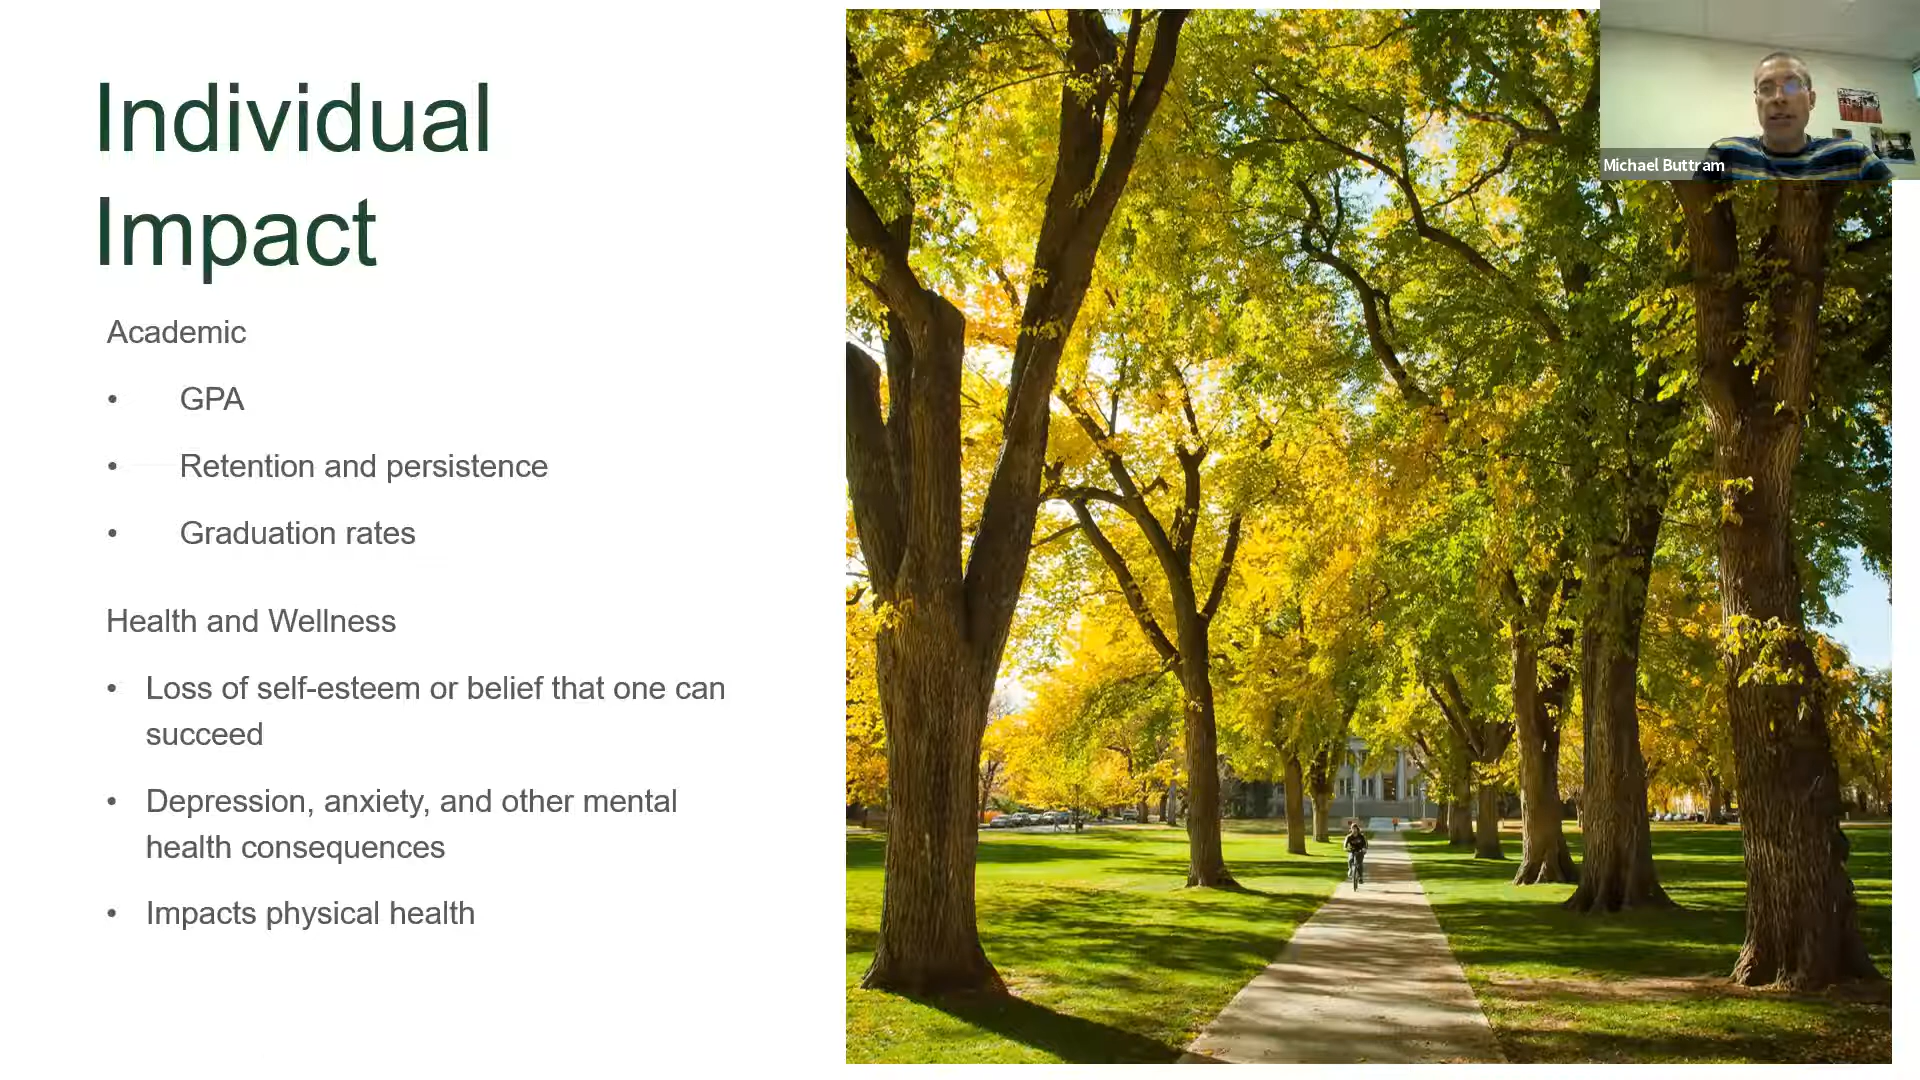 Individual
Impact
Academic
• GPA
• Retention and persistence
• Graduation rates
Health and Wellness
• Loss of self-esteem or belief that one can
succeed
• Depression, anxiety, and other mental
health consequences
• Impacts physical health
Michael Buttram